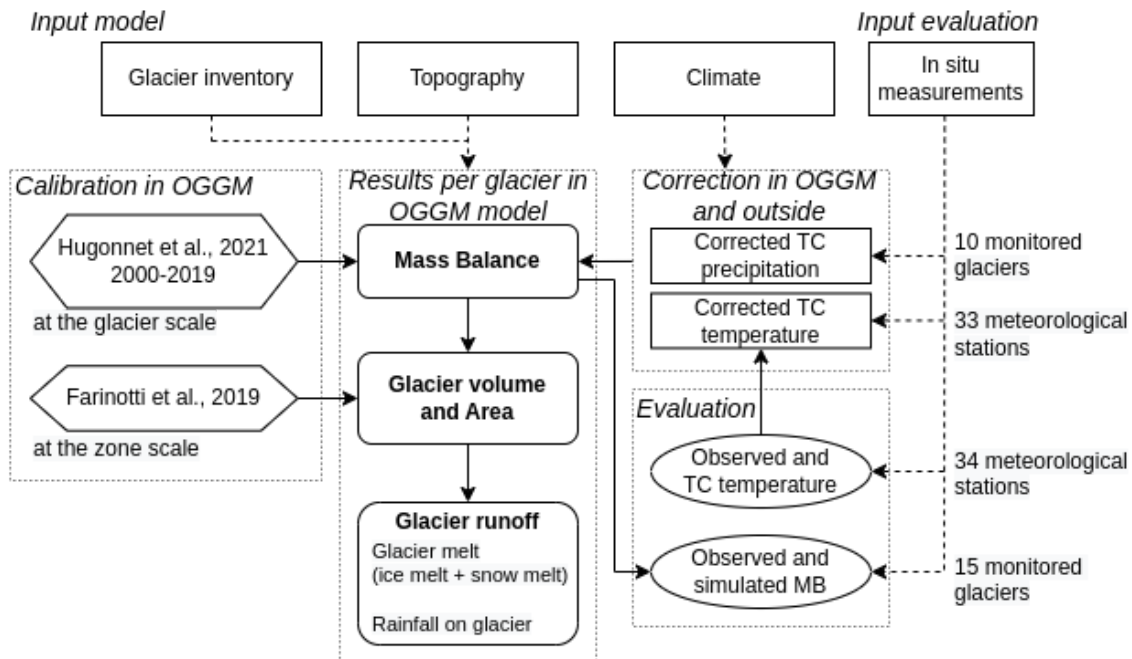 Input model
Input evaluation
Glacier inventory
Topography
Climate
In situ
measurements
Calibration in OGGM
Hugonnet et al., 2021
2000-2019
at the glacier scale
Farinotti et al., 2019
at the zone scale
Results per glacier in
OGGM model
Mass Balance
Glacier volume
and Area
Glacier runoff
Glacier melt
(ice melt + snow melt)
Rainfall on glacier
Correction in OGGM
and outside
Corrected TC
precipitation
Corrected TC
temperature
Evaluation
Observed and
TC temperature
Observed and
simulated MB
10 monitored
glaciers
33 meteorological
stations
34 meteorological
stations
15 monitored
glaciers